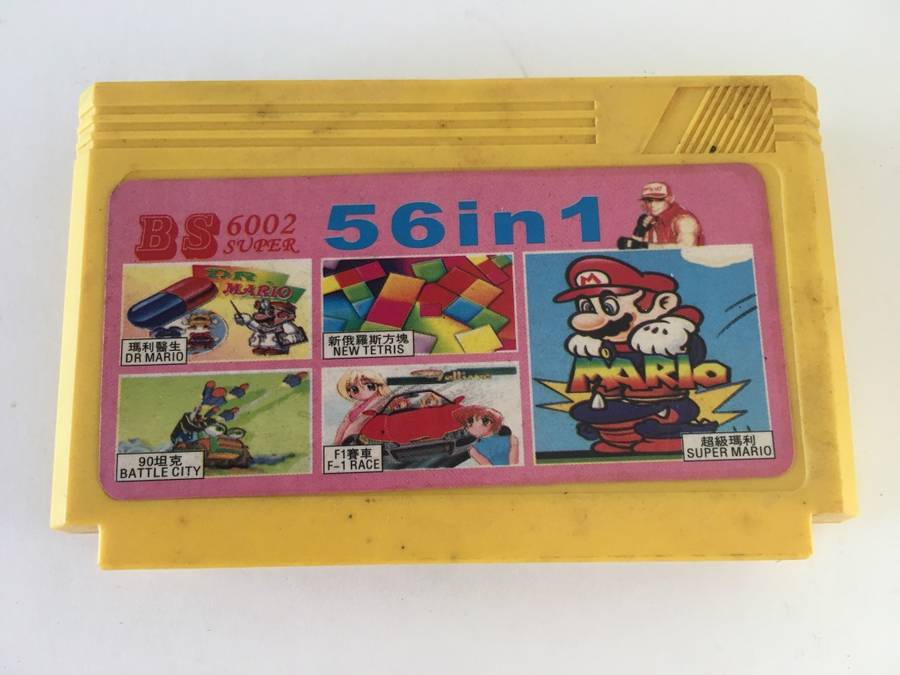 BS 6002 SUPER
56in1
DR
MARIO
瑪利醫生
DR MARIO
新俄羅斯方塊
NEW TETRIS
90坦克
BATTLE CITY
F1賽車
F-1 RACE
M
MARIO
超級瑪利
SUPER MARIO